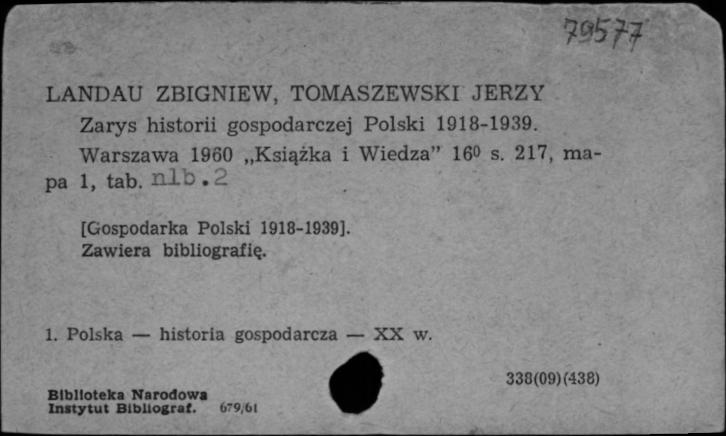 79577
LANDAU ZBIGNIEW, TOMASZEWSKI JERZY
Zarys historii gospodarczej Polski 1918-1939.
Warszawa 1960 „Książka i Wiedza” 16⁰ s. 217, ma-
pa 1, tab. nlb.2
[Gospodarka Polski 1918-1939].
Zawiera bibliografię.
1. Polska — historia gospodarcza — XX w.
338(09)(438)
Biblioteka Narodowa
Instytut Bibliograf. 679/61